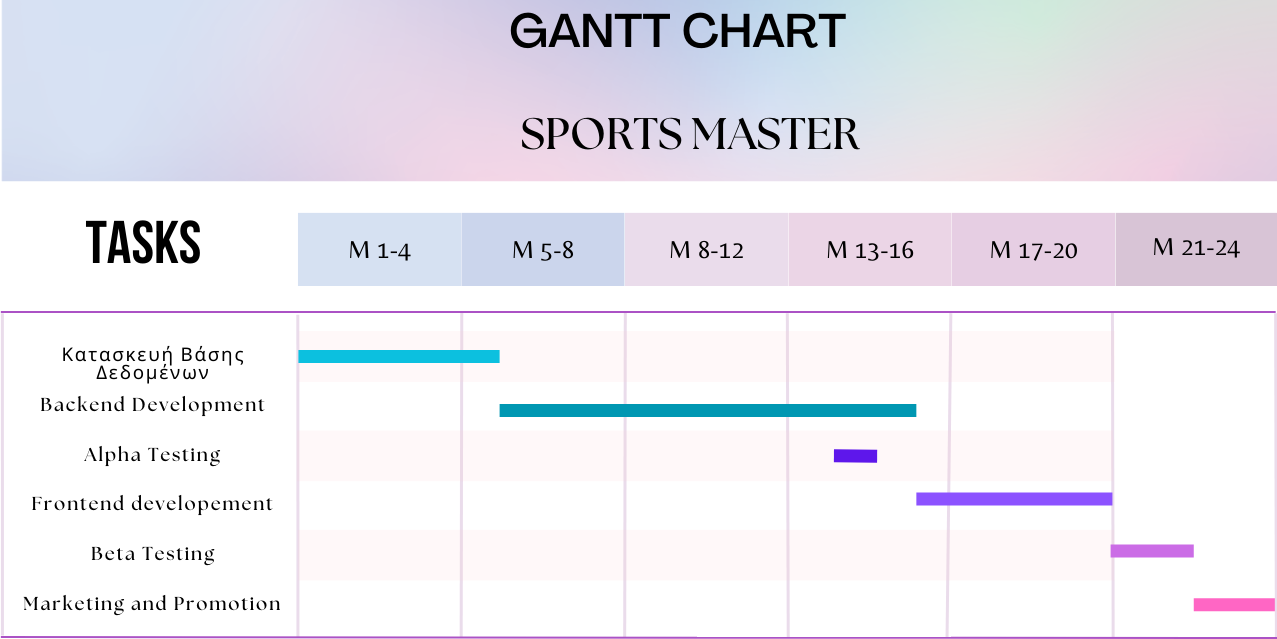 GANTT CHART
SPORTS MASTER
TASKS
M 1-4
M 5-8
M 8-12
M 13-16
M 17-20
M 21-24
Κατασκευή Βάσης
Δεδομένων
Backend Development
Alpha Testing
Frontend developement
Beta Testing
Marketing and Promotion